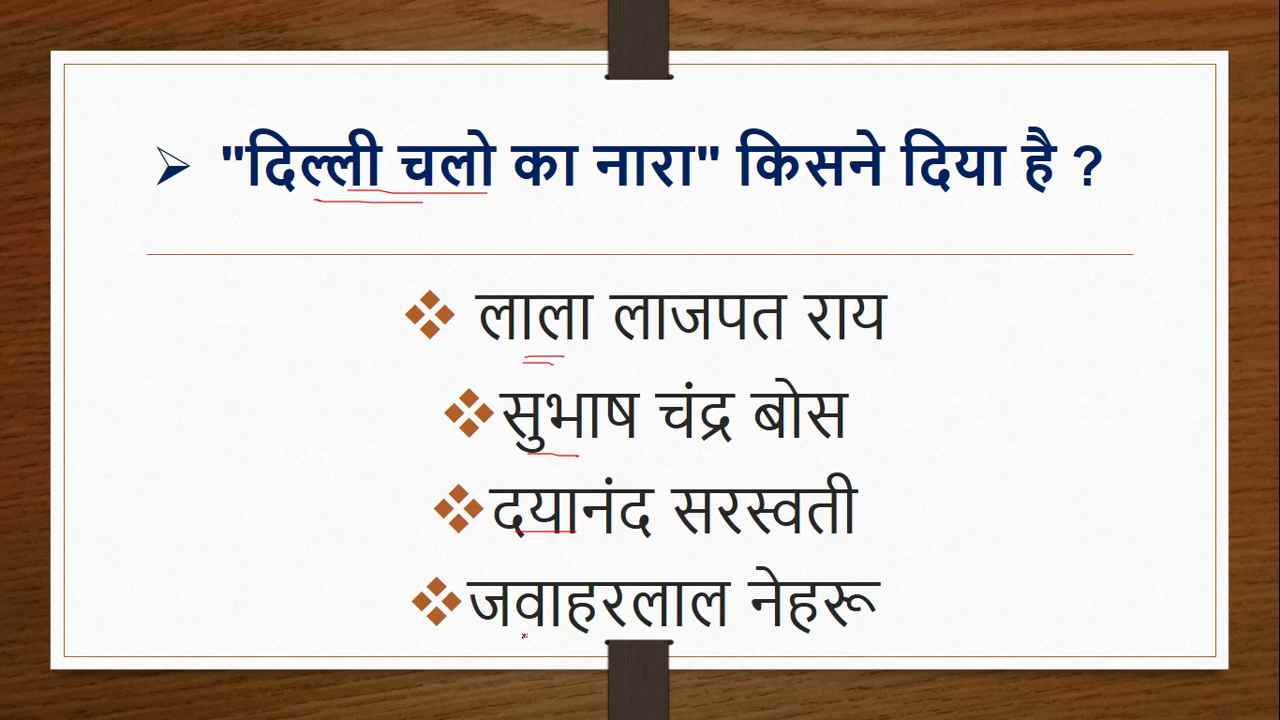 "दिल्ली चलो का नारा" किसने दिया है ?
लाला लाजपत राय
सुभाष चंद्र बोस
दयानंद सरस्वती
जवाहरलाल नेहरू